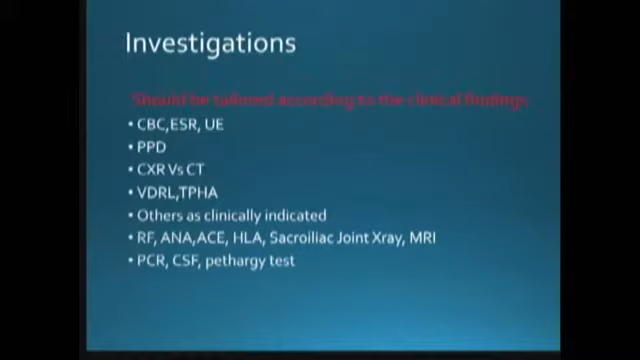 Investigations
Should be tailored according to the clinical findings
• CBC,ESR, UE
• PPD
• CXR Vs CT
• VDRL,TPHA
• Others as clinically indicated
• RF, ANA,ACE, HLA, Sacroiliac Joint Xray, MRI
• PCR, CSF, pethargy test